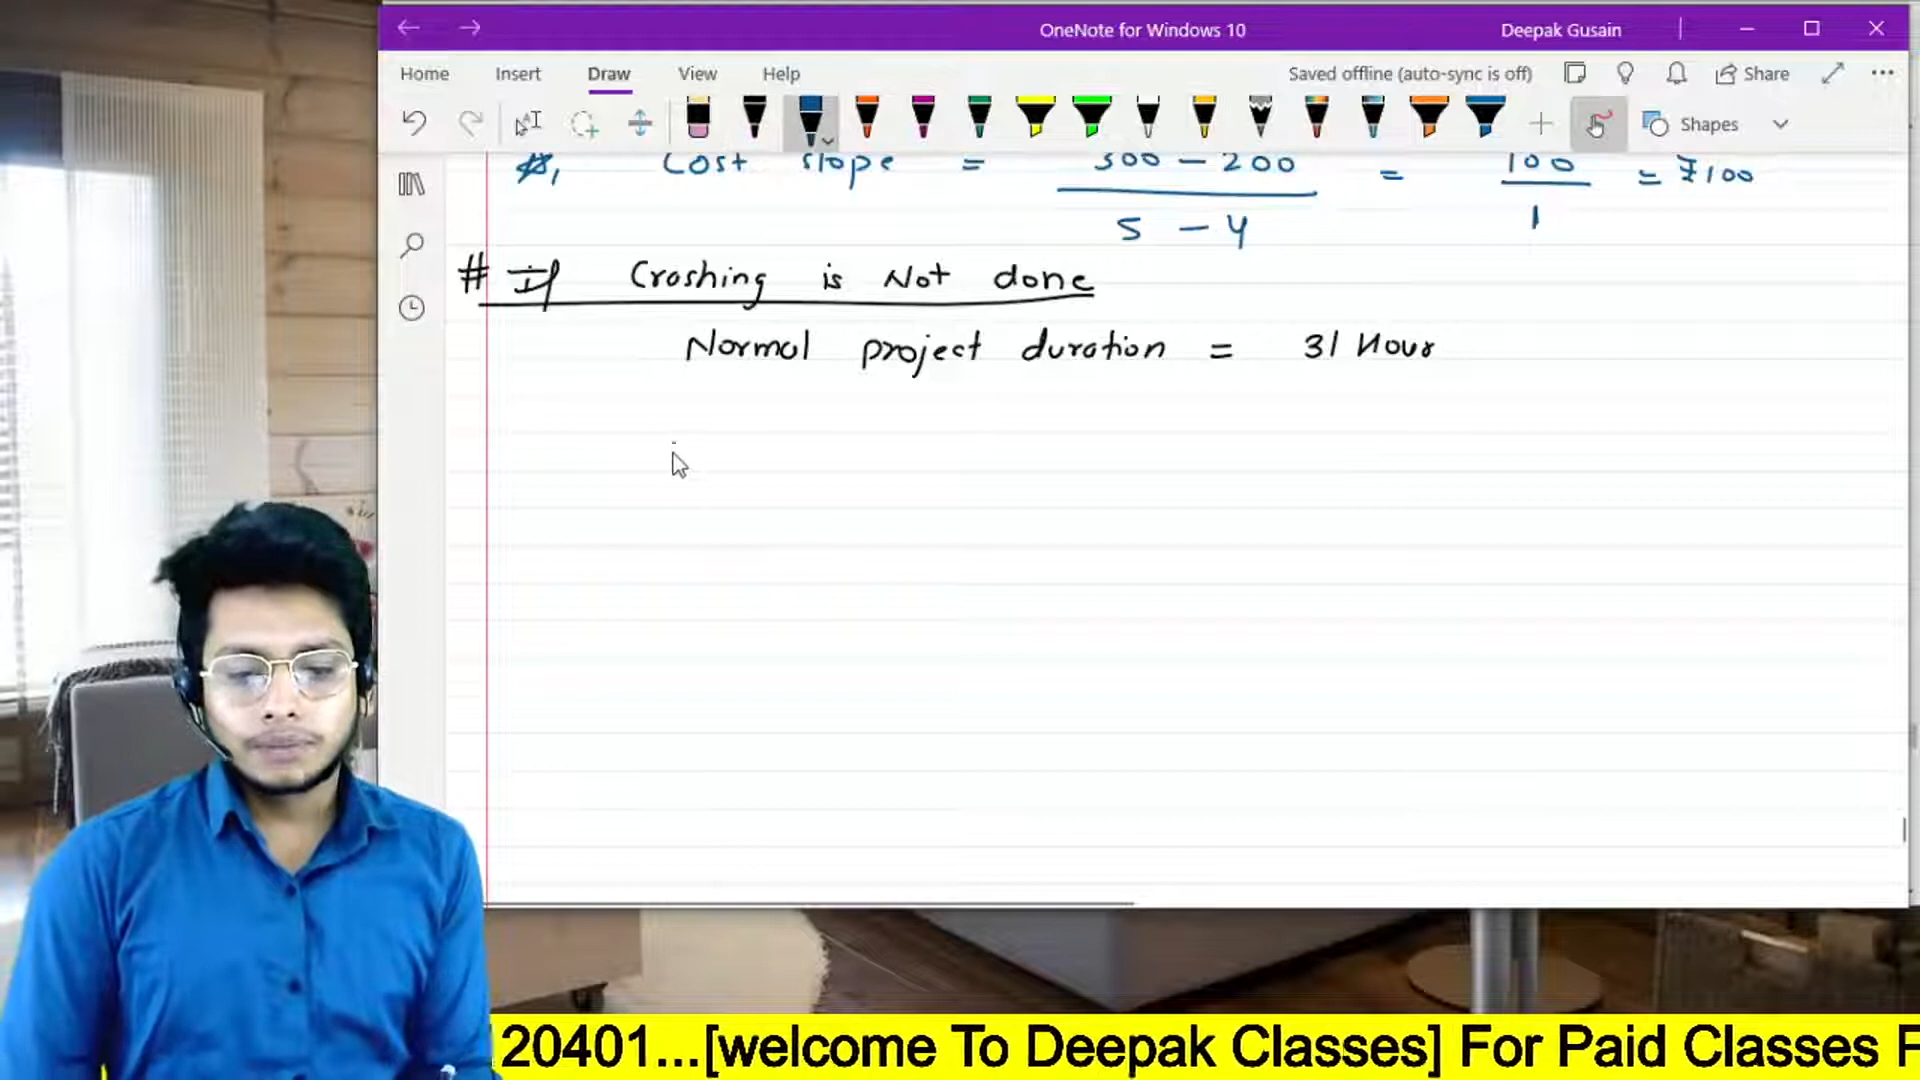 OneNote for Windows 10
Deepak Gusain
Home Insert Draw View Help
Saved offline (auto-sync is off)
Share
Shapes
Cost slope = 300 - 200 / 5 - 4 = 100 / 1 = ₹100
# If Crashing is Not done
Normal project duration = 31 Hour
20401...[welcome To Deepak Classes] For Paid Classes F